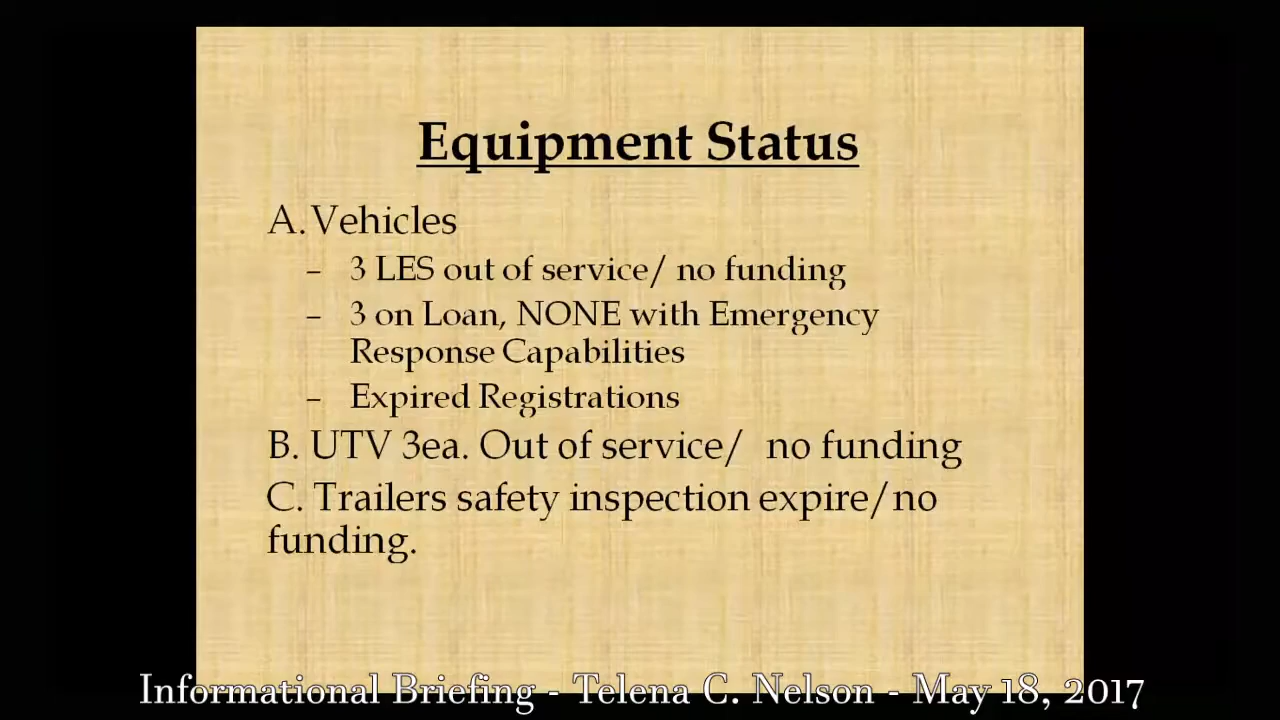 Equipment Status
A. Vehicles
– 3 LES out of service/ no funding
– 3 on Loan, NONE with Emergency
Response Capabilities
– Expired Registrations
B. UTV 3ea. Out of service/ no funding
C. Trailers safety inspection expire/no
funding.
Informational Briefing - Telena C. Nelson - May 18, 2017